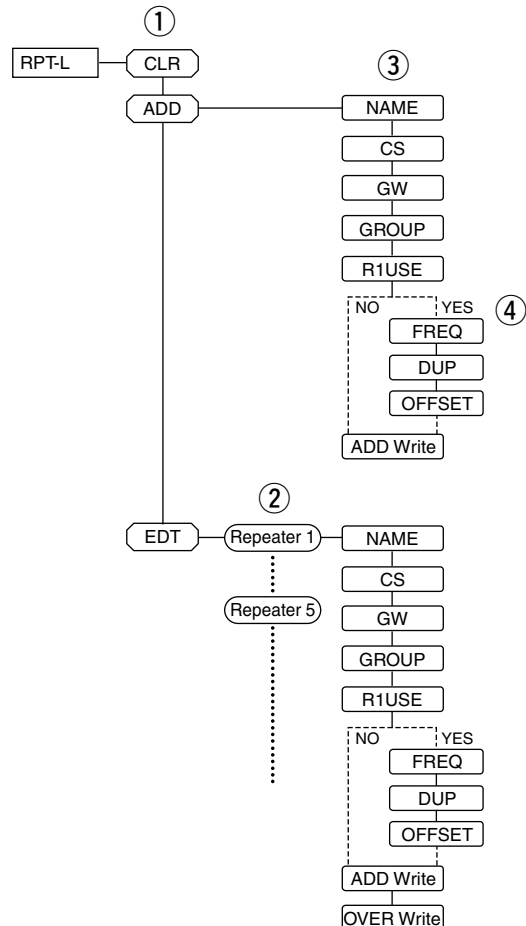 ①
RPT-L
CLR
③
ADD
NAME
CS
GW
GROUP
R1USE
NO
YES
④
FREQ
DUP
OFFSET
ADD Write
②
EDT
Repeater 1
NAME
CS
Repeater 5
GW
GROUP
R1USE
NO
YES
FREQ
DUP
OFFSET
ADD Write
OVER Write